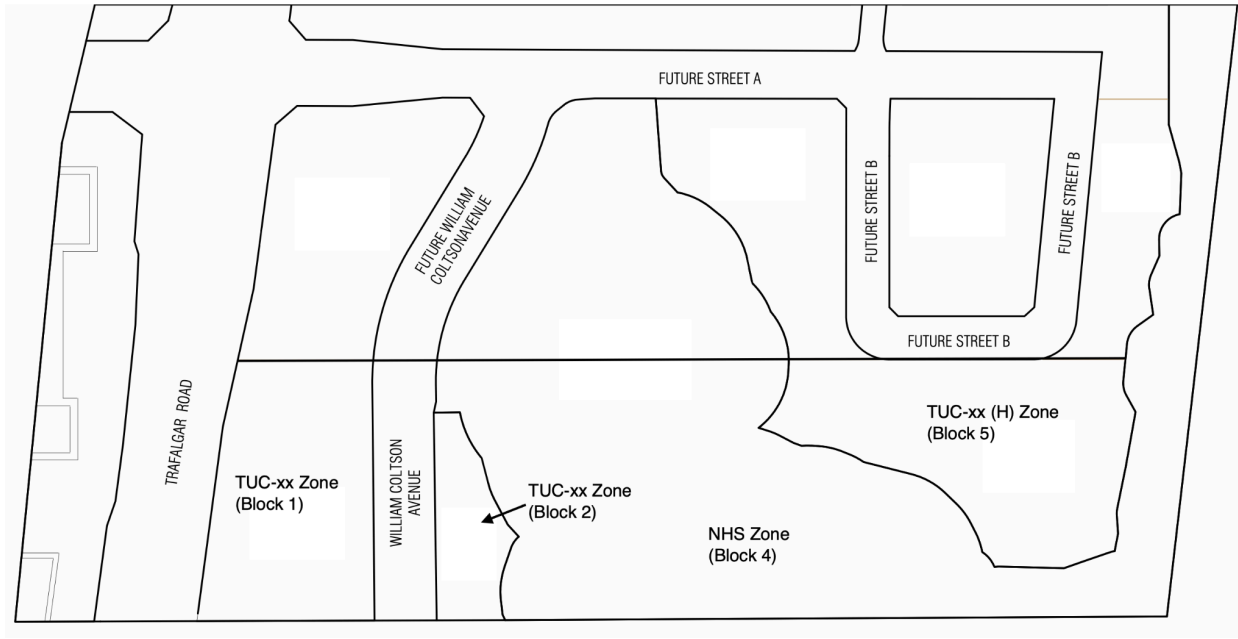 FUTURE STREET A
FUTURE WILLIAM
COLTSONAVENUE
FUTURE STREET B
FUTURE STREET B
FUTURE STREET B
TRAFALGAR ROAD
WILLIAM COLTSON
AVENUE
TUC-xx Zone
(Block 1)
TUC-xx Zone
(Block 2)
NHS Zone
(Block 4)
TUC-xx (H) Zone
(Block 5)